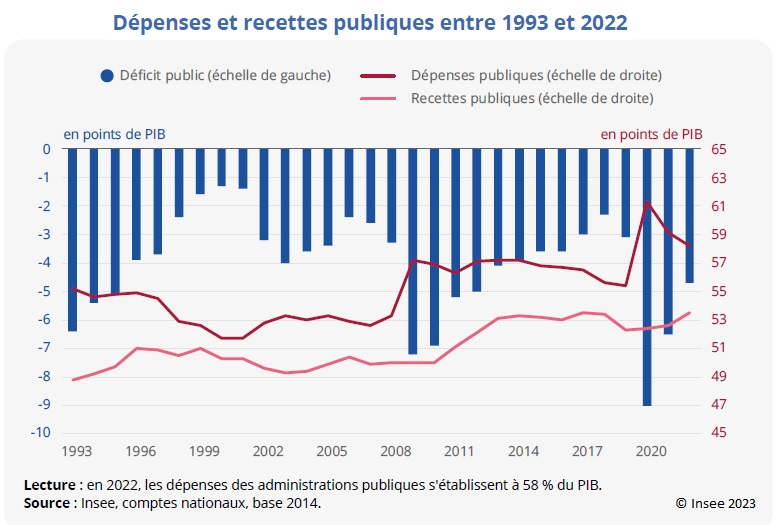 Dépenses et recettes publiques entre 1993 et 2022
Déficit public (échelle de gauche)
Dépenses publiques (échelle de droite)
Recettes publiques (échelle de droite)
en points de PIB
en points de PIB
0
-1
-2
-3
-4
-5
-6
-7
-8
-9
-10
65
63
61
59
57
55
53
51
49
47
45
1993 1996 1999 2002 2005 2008 2011 2014 2017 2020
Lecture : en 2022, les dépenses des administrations publiques s'établissent à 58 % du PIB.
Source : Insee, comptes nationaux, base 2014.
© Insee 2023